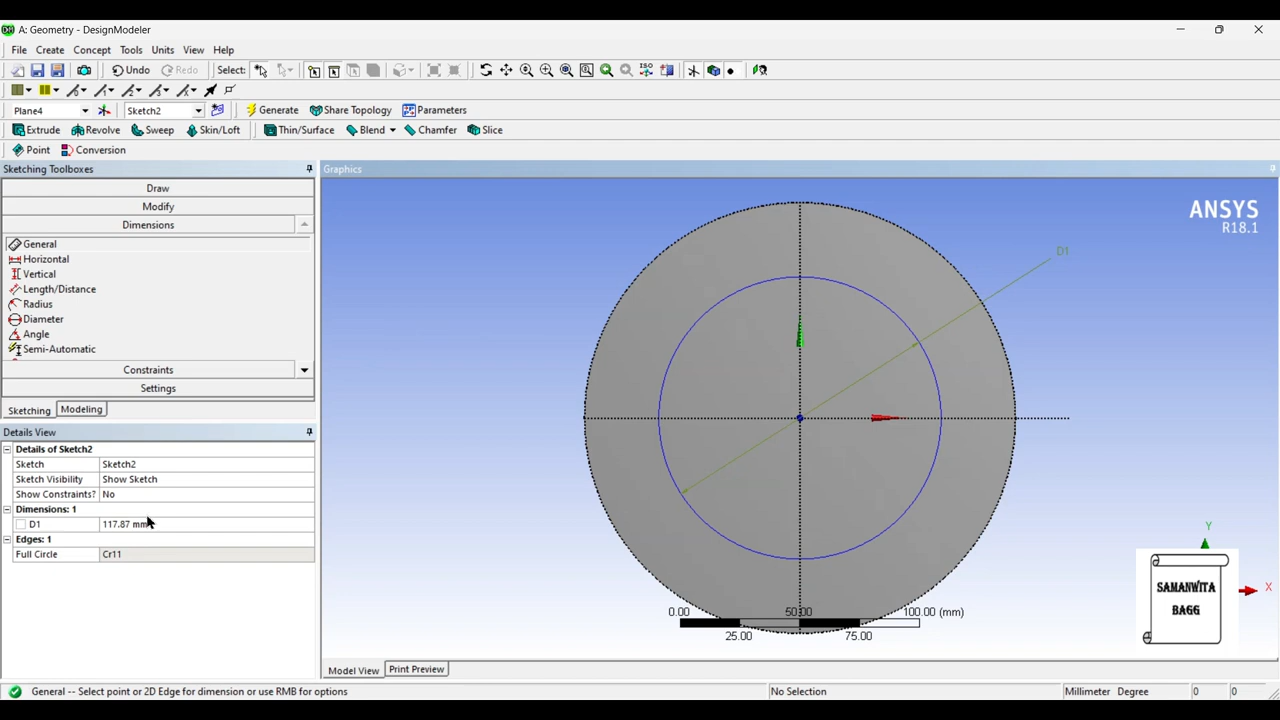 A: Geometry - DesignModeler
File Create Concept Tools Units View Help
Undo Redo Select: ISO
Plane4 Sketch2 Generate Share Topology Parameters
Extrude Revolve Sweep Skin/Loft Thin/Surface Blend Chamfer Slice
Point Conversion
Sketching Toolboxes
Draw
Modify
Dimensions
General
Horizontal
Vertical
Length/Distance
Radius
Diameter
Angle
Semi-Automatic
Constraints
Settings
Sketching Modeling
Details View
Details of Sketch2
Sketch Sketch2
Sketch Visibility Show Sketch
Show Constraints? No
Dimensions: 1
D1 117.87 mm
Edges: 1
Full Circle Cr11
Graphics
ANSYS
R18.1
D1
0.00 50.00 100.00 (mm)
25.00 75.00
Y
X
SAMANWITA
BAGG
Model View Print Preview
General -- Select point or 2D Edge for dimension or use RMB for options No Selection Millimeter Degree 0 0